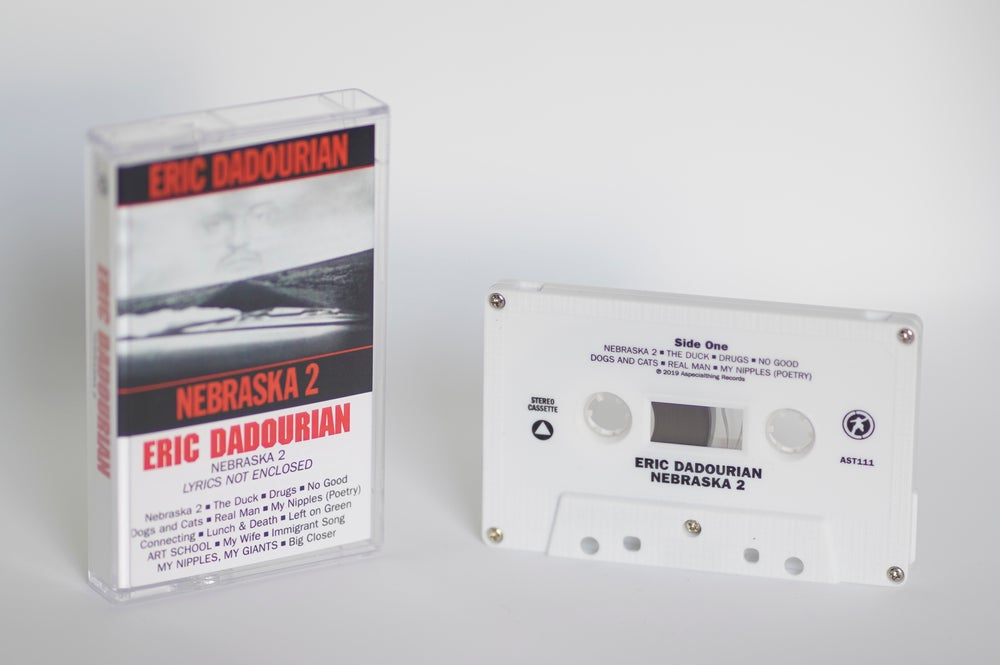 ERIC DADOURIAN
NEBRASKA 2
ERIC DADOURIAN
NEBRASKA 2
LYRICS NOT ENCLOSED
Nebraska 2 ■ The Duck ■ Drugs ■ No Good
Dogs and Cats ■ Real Man ■ My Nipples (Poetry)
Connecting ■ Lunch & Death ■ Left on Green
ART SCHOOL ■ My Wife ■ Immigrant Song
MY NIPPLES, MY GIANTS ■ Big Closer
ERIC DADOURIAN
Side One
NEBRASKA 2 ■ THE DUCK ■ DRUGS ■ NO GOOD
DOGS AND CATS ■ REAL MAN ■ MY NIPPLES (POETRY)
℗ 2019 Aspecialthing Records
STEREO
CASSETTE
AST111
ERIC DADOURIAN
NEBRASKA 2